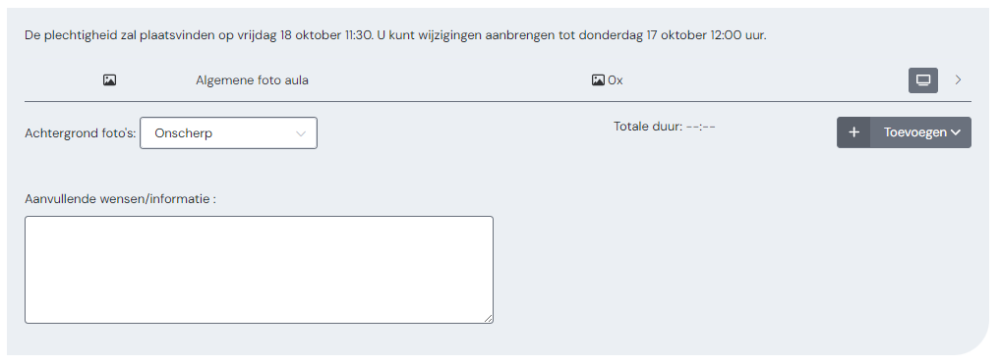 De plechtigheid zal plaatsvinden op vrijdag 18 oktober 11:30. U kunt wijzigingen aanbrengen tot donderdag 17 oktober 12:00 uur.
Algemene foto aula 0x
Achtergrond foto's: Onscherp Totale duur: --:-- + Toevoegen
Aanvullende wensen/informatie :